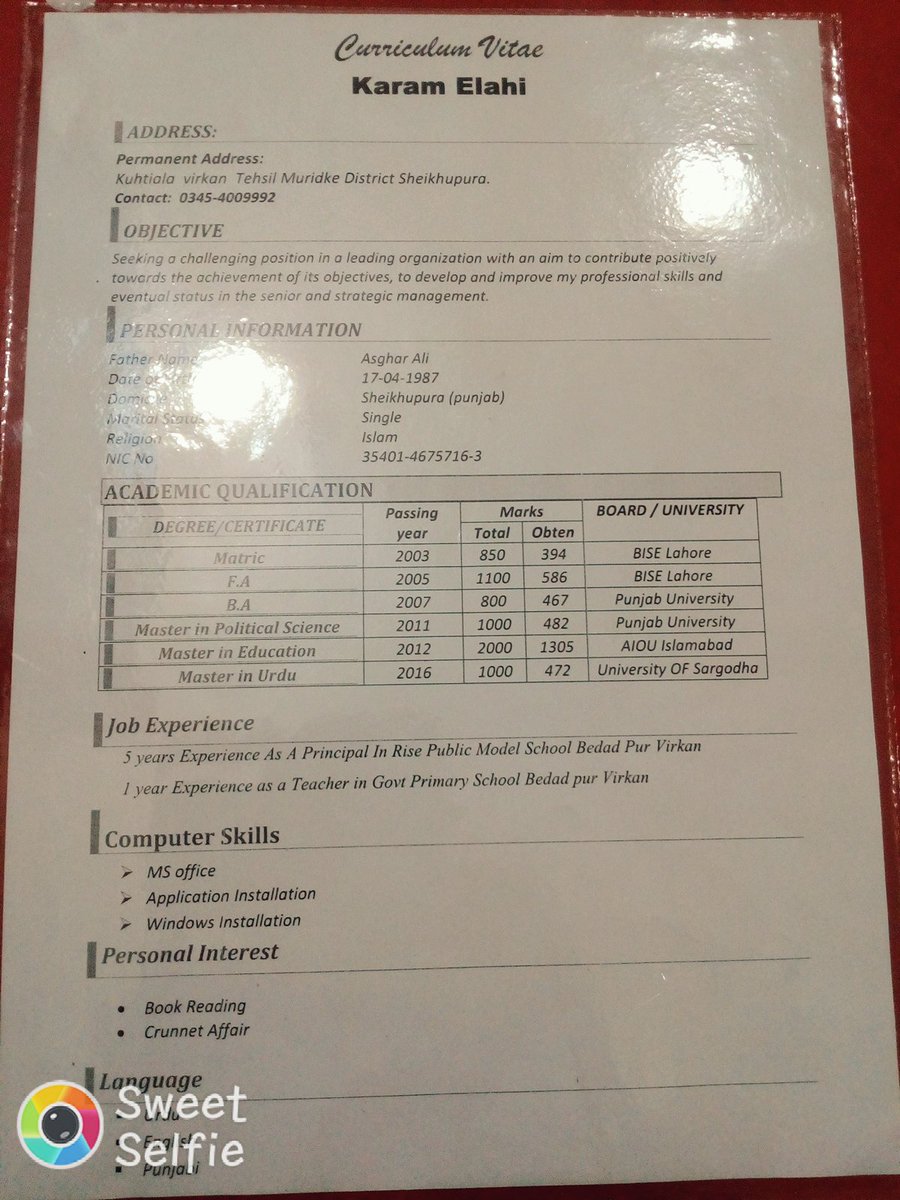 Curriculum Vitae
Karam Elahi
ADDRESS:
Permanent Address:
Kuhtiala virkan Tehsil Muridke District Sheikhupura.
Contact: 0345-4009992
OBJECTIVE
Seeking a challenging position in a leading organization with an aim to contribute positively
towards the achievement of its objectives, to develop and improve my professional skills and
eventual status in the senior and strategic management.
PERSONAL INFORMATION
Father Name Asghar Ali
Date of 17-04-1987
Domicile Sheikhupura (punjab)
Marital Status Single
Religion Islam
NIC No 35401-4675716-3
ACADEMIC QUALIFICATION
DEGREE/CERTIFICATE Passing year Marks Total Obten BOARD / UNIVERSITY
Matric 2003 850 394 BISE Lahore
F.A 2005 1100 586 BISE Lahore
B.A 2007 800 467 Punjab University
Master in Political Science 2011 1000 482 Punjab University
Master in Education 2012 2000 1305 AIOU Islamabad
Master in Urdu 2016 1000 472 University OF Sargodha
Job Experience
5 years Experience As A Principal In Rise Public Model School Bedad Pur Virkan
1 year Experience as a Teacher in Govt Primary School Bedad pur Virkan
Computer Skills
MS office
Application Installation
Windows Installation
Personal Interest
Book Reading
Crunnet Affair
Language
Urdu
English
Punjabi
Sweet
Selfie